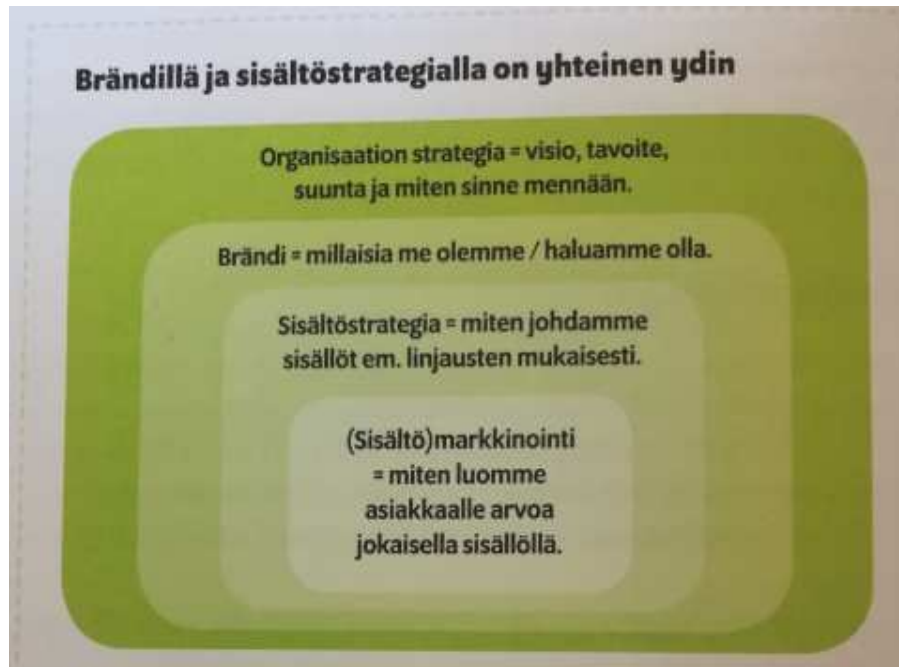 Brändillä ja sisältöstrategialla on yhteinen ydin
Organisaation strategia = visio, tavoite,
suunta ja miten sinne mennään.
Brändi = millaisia me olemme / haluamme olla.
Sisältöstrategia = miten johdamme
sisällöt em. linjausten mukaisesti.
(Sisältö)markkinointi
= miten luomme
asiakkaalle arvoa
jokaisella sisällöllä.